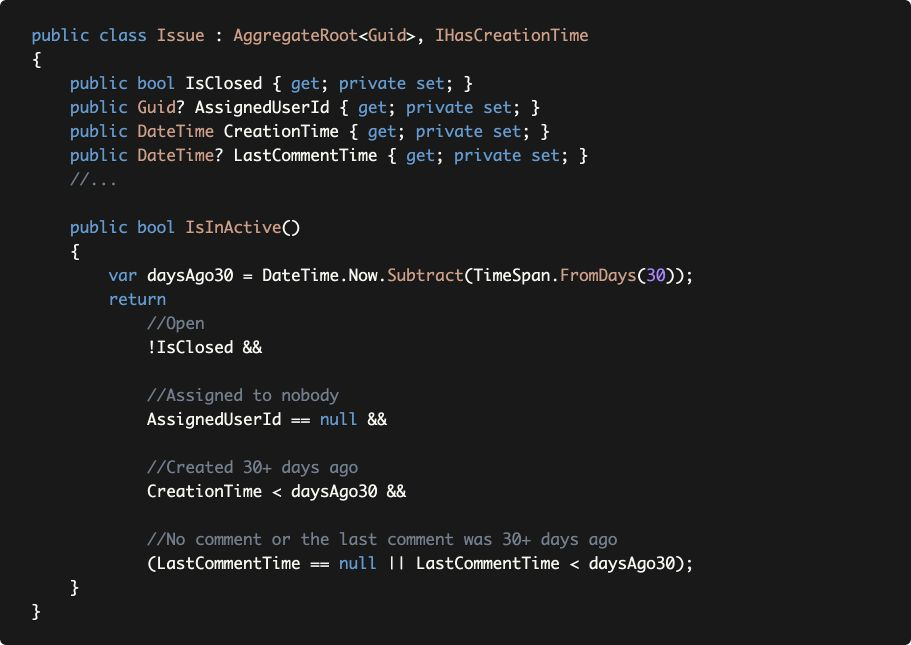 public class Issue : AggregateRoot<Guid>, IHasCreationTime
{
    public bool IsClosed { get; private set; }
    public Guid? AssignedUserId { get; private set; }
    public DateTime CreationTime { get; private set; }
    public DateTime? LastCommentTime { get; private set; }
    //...

    public bool IsInActive()
    {
        var daysAgo30 = DateTime.Now.Subtract(TimeSpan.FromDays(30));
        return
            //Open
            !IsClosed &&

            //Assigned to nobody
            AssignedUserId == null &&

            //Created 30+ days ago
            CreationTime < daysAgo30 &&

            //No comment or the last comment was 30+ days ago
            (LastCommentTime == null || LastCommentTime < daysAgo30);
    }
}